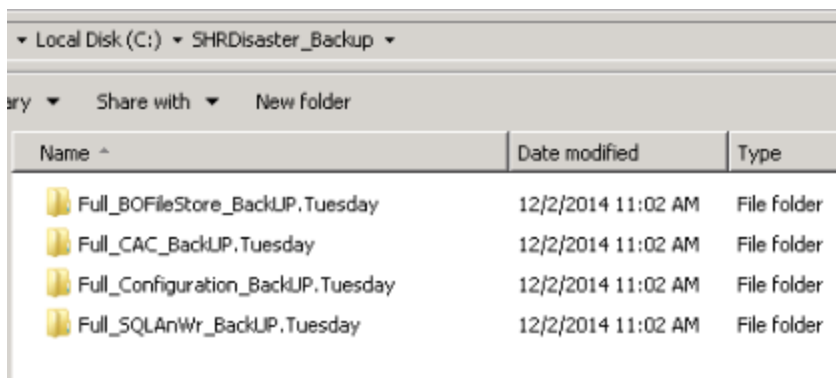 Local Disk (C:) SHRDisaster_Backup
ary Share with New folder
Name Date modified Type
Full_BOFileStore_BackUP.Tuesday 12/2/2014 11:02 AM File folder
Full_CAC_BackUP.Tuesday 12/2/2014 11:02 AM File folder
Full_Configuration_BackUP.Tuesday 12/2/2014 11:02 AM File folder
Full_SQLAnWr_BackUP.Tuesday 12/2/2014 11:02 AM File folder